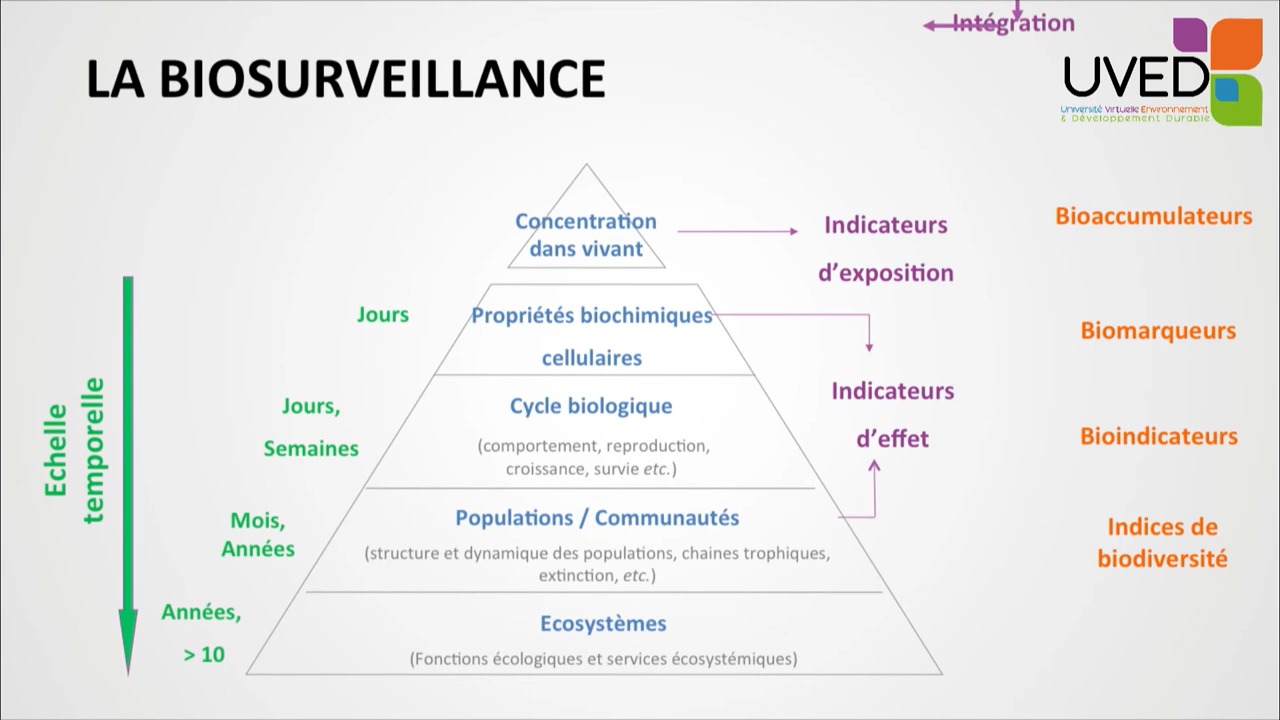 Intégration
LA BIOSURVEILLANCE
UVED
Université Virtuelle Environnement
& Développement Durable
Concentration
dans vivant
Indicateurs
d’exposition
Bioaccumulateurs
Jours
Propriétés biochimiques
cellulaires
Biomarqueurs
Echelle
temporelle
Jours,
Semaines
Cycle biologique
(comportement, reproduction,
croissance, survie etc.)
Indicateurs
d’effet
Bioindicateurs
Mois,
Années
Populations / Communautés
(structure et dynamique des populations, chaines trophiques,
extinction, etc.)
Indices de
biodiversité
Années,
> 10
Ecosystèmes
(Fonctions écologiques et services écosystémiques)